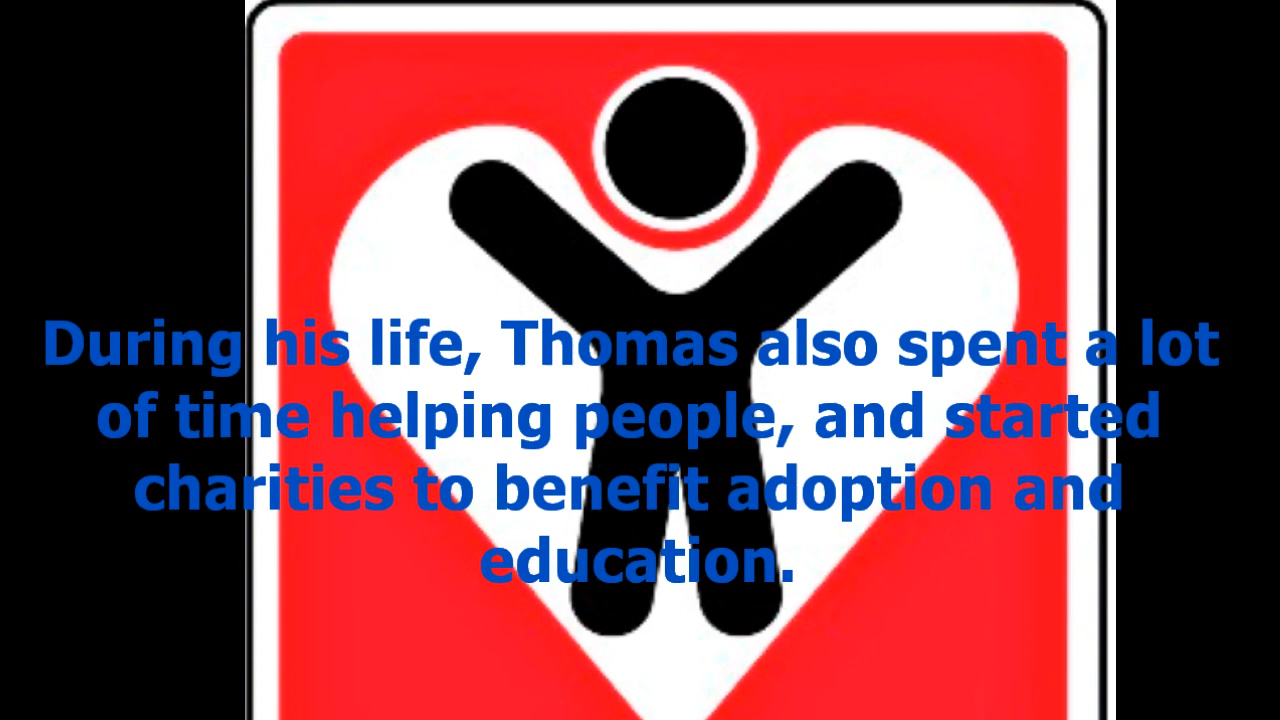 During his life, Thomas also spent a lot
of time helping people, and started
charities to benefit adoption and
education.